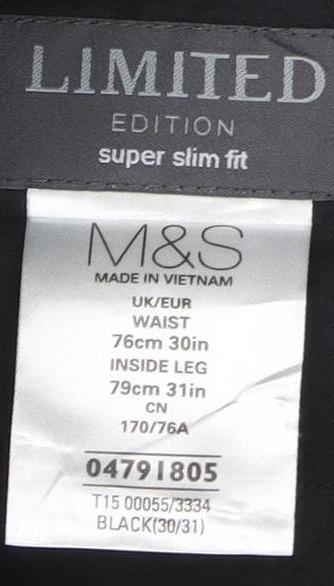 LIMITED
EDITION
super slim fit
M&S
MADE IN VIETNAM
UK/EUR
WAIST
76cm 30in
INSIDE LEG
79cm 31in
CN
170/76A
04791805
T15 00055/3334
BLACK(30/31)